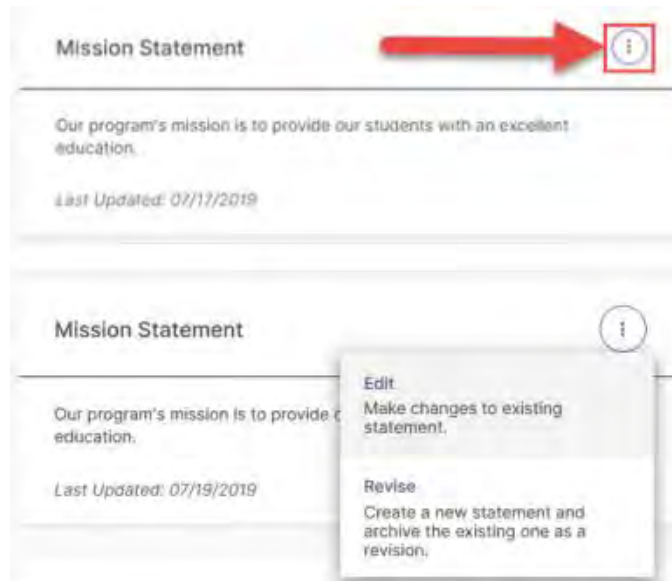 Mission Statement
Our program's mission is to provide our students with an excellent
education.
Last Updated: 07/17/2019
Mission Statement
Our program's mission is to provide
education.
Last Updated: 07/19/2019
Edit
Make changes to existing
statement.
Revise
Create a new statement and
archive the existing one as a
revision.